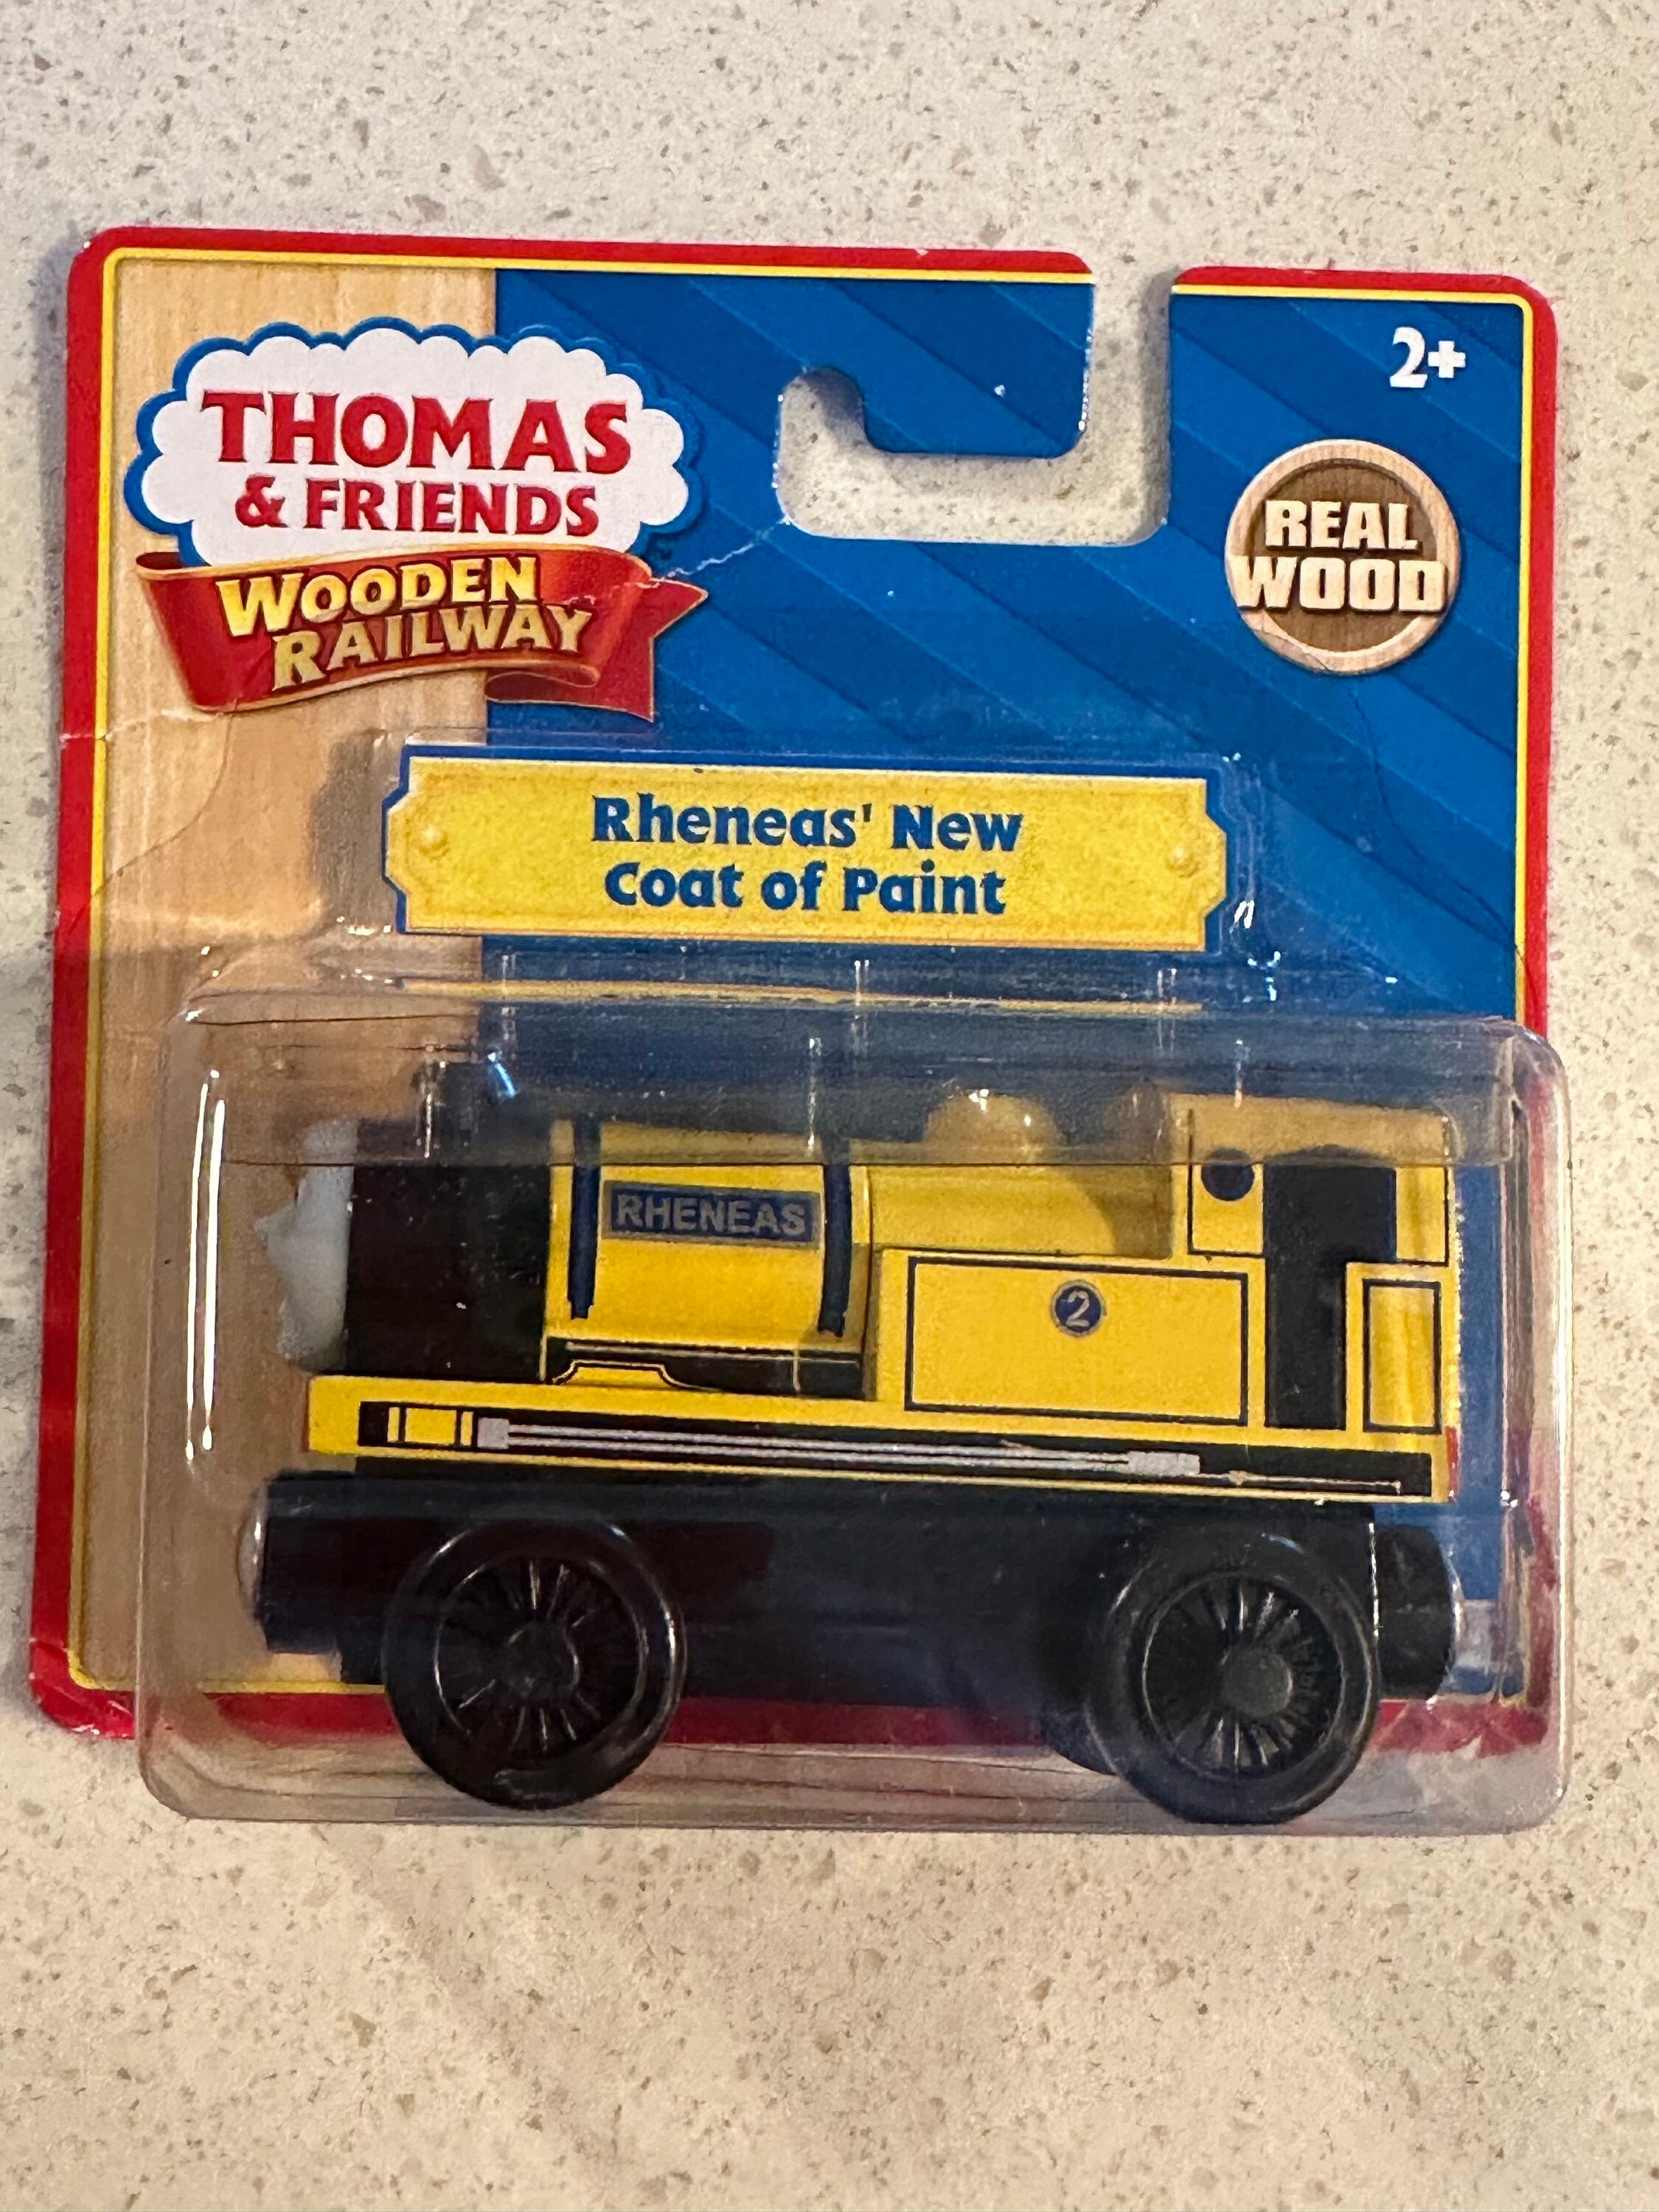 2+
THOMAS
& FRIENDS
WOODEN
RAILWAY
REAL
WOOD
Rheneas' New
Coat of Paint
RHENEAS
2